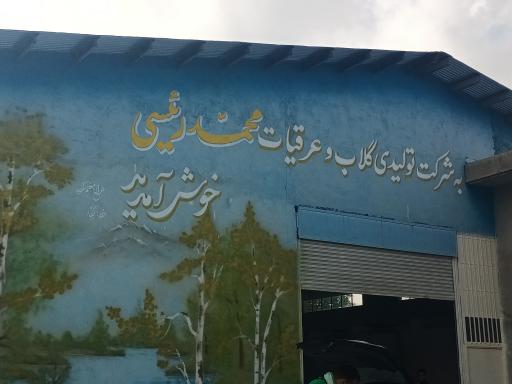 به شرکت تولیدی گلاب و عرقیات محمد رئیسی
خوش آمدید